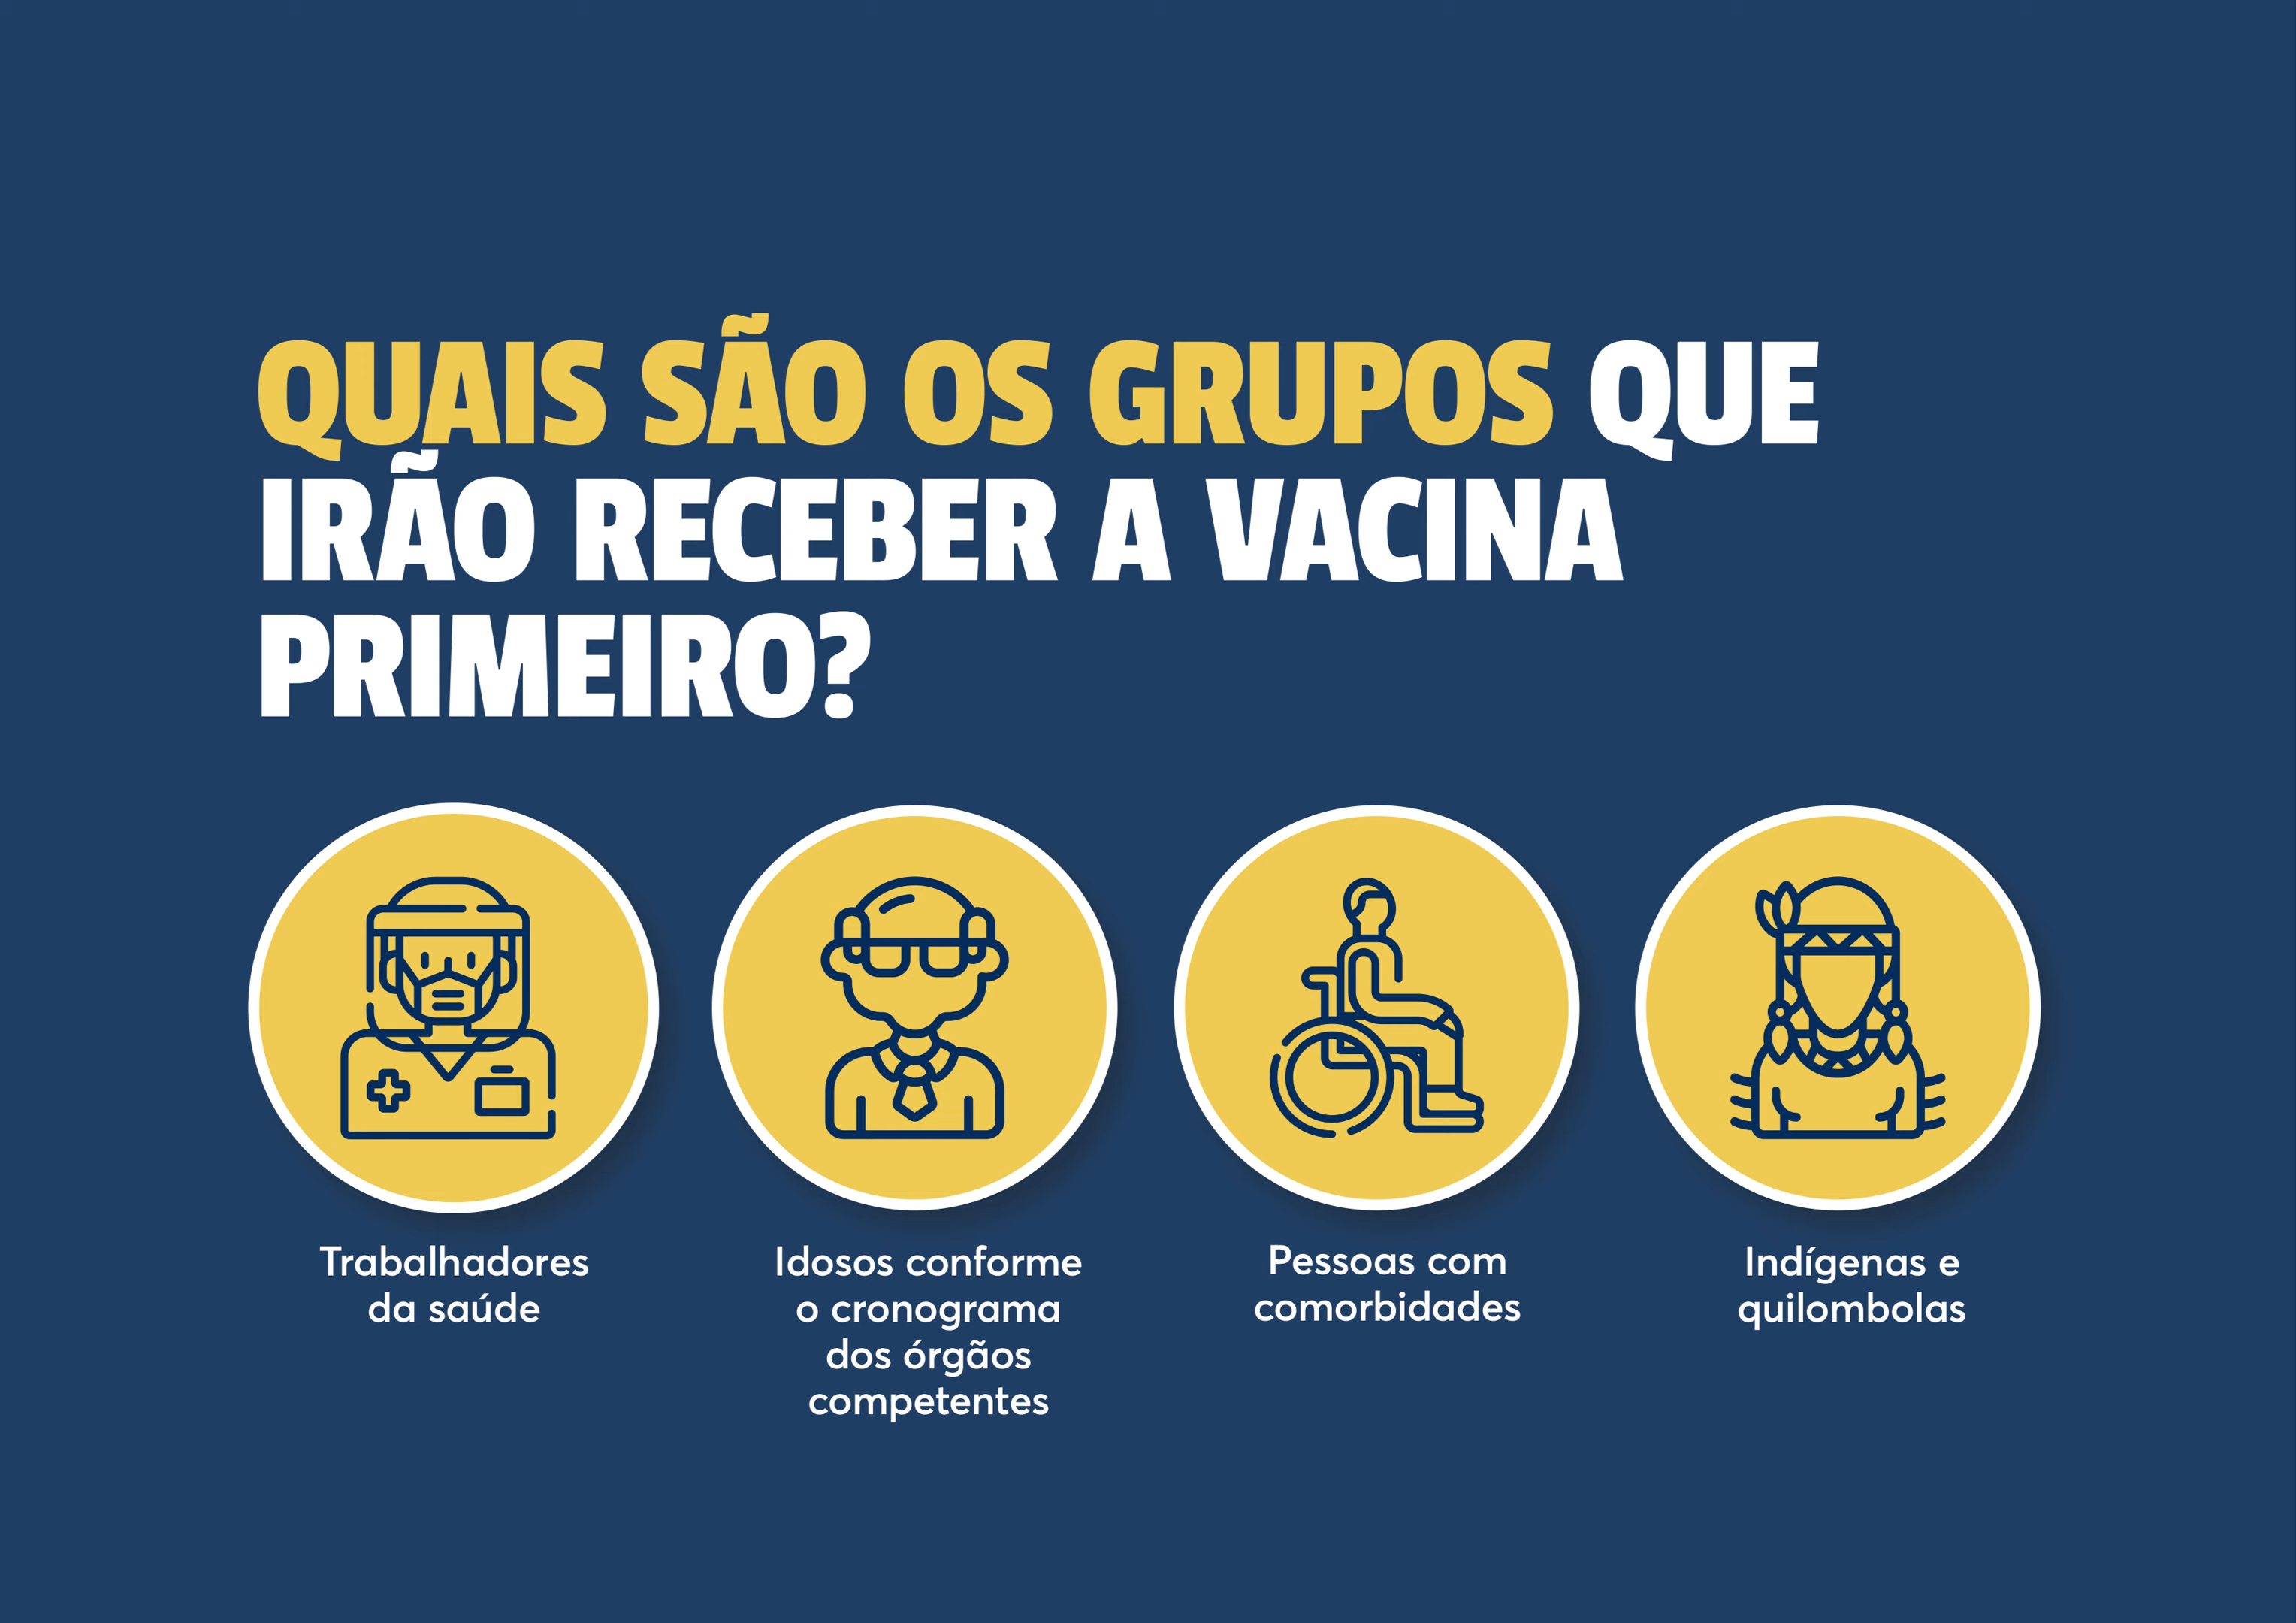 QUAIS SÃO OS GRUPOS QUE
IRÃO RECEBER A VACINA
PRIMEIRO?
Trabalhadores
da saúde
Idosos conforme
o cronograma
dos órgãos
competentes
Pessoas com
comorbidades
Indígenas e
quilombolas